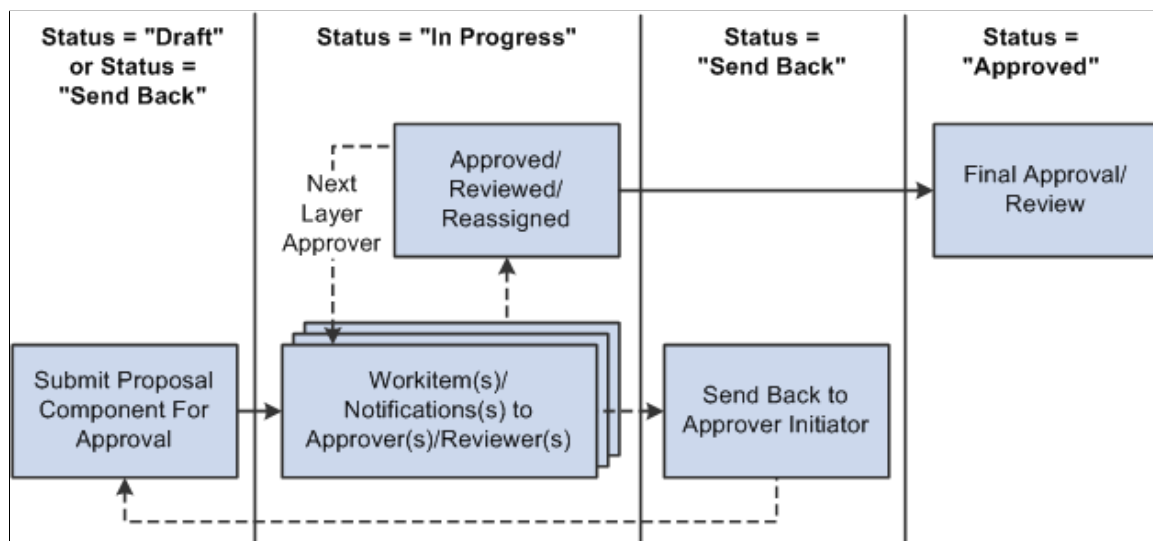 Status = "Draft"
or Status =
"Send Back"
Status = "In Progress"
Status =
"Send Back"
Status =
"Approved"
Approved/
Reviewed/
Reassigned
Next
Layer
Approver
Final Approval/
Review
Submit Proposal
Component For
Approval
Workitem(s)/
Notifications(s) to
Approver(s)/Reviewer(s)
Send Back to
Approver Initiator